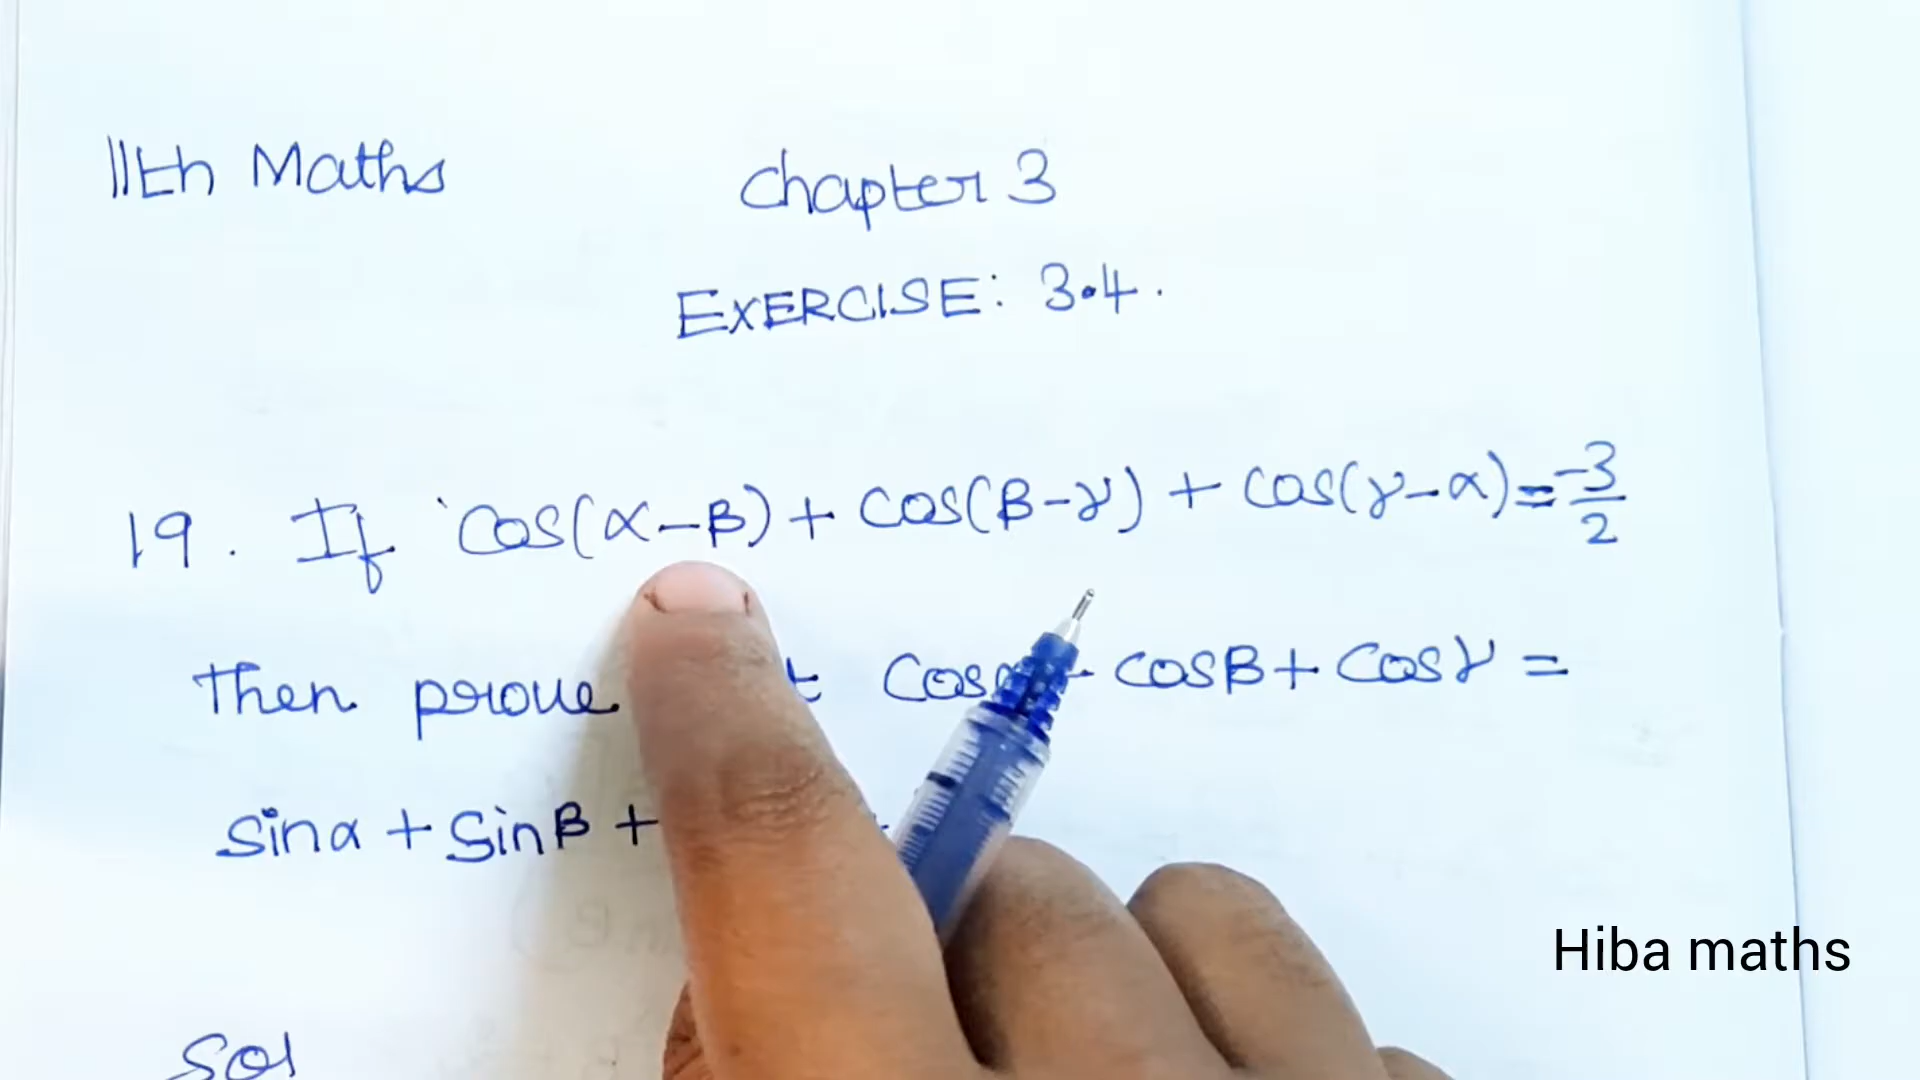 11th Maths
Chapter 3
EXERCISE: 3.4.
19. If cos(α-β) + cos(β-γ) + cos(γ-α) = -3/2
Then prove cosα + cosβ + cosγ =
sinα + sinβ +
Sol
Hiba maths